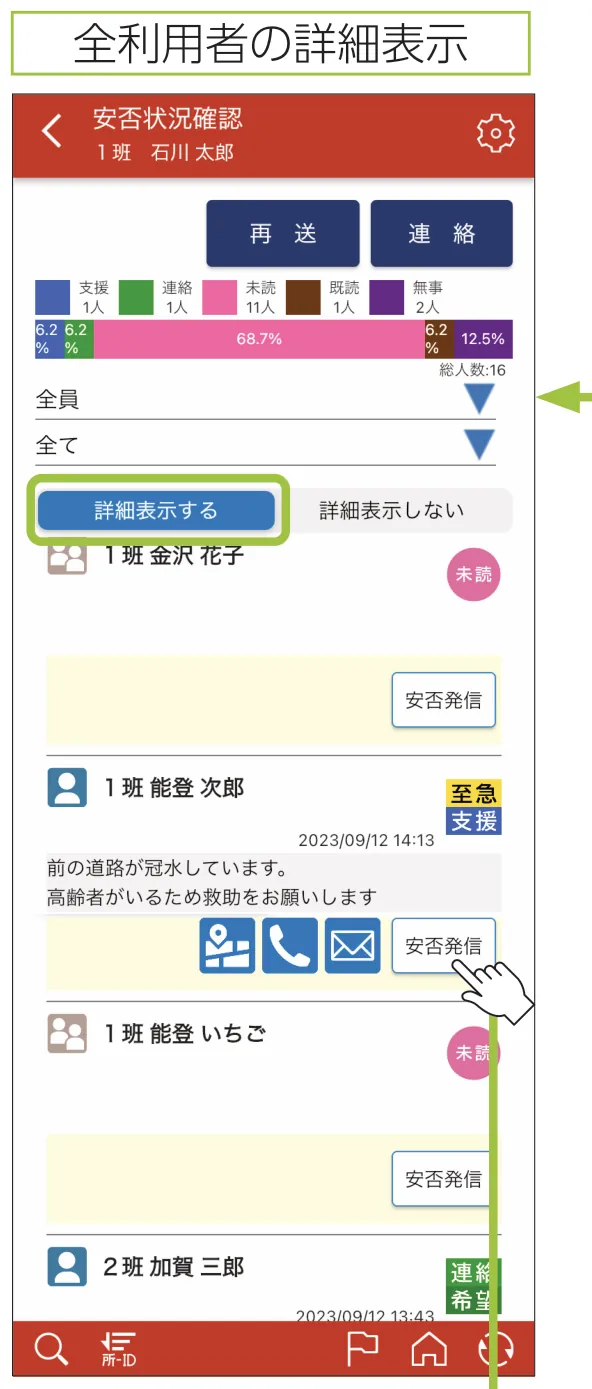 全利用者の詳細表示
安否状況確認
1班 石川 太郎
再 送
連 絡
支援 連絡 未読 既読 無事
1人 1人 11人 1人 2人
6.2% 6.2% 68.7% 6.2% 12.5%
総人数:16
全員
全て
詳細表示する 詳細表示しない
1班 金沢 花子
未読
安否発信
1班 能登 次郎
至急
支援
2023/09/12 14:13
前の道路が冠水しています。
高齢者がいるため救助をお願いします
安否発信
1班 能登 いちご
未読
安否発信
2班 加賀 三郎
連絡
希望
2023/09/12 13:43
所-ID